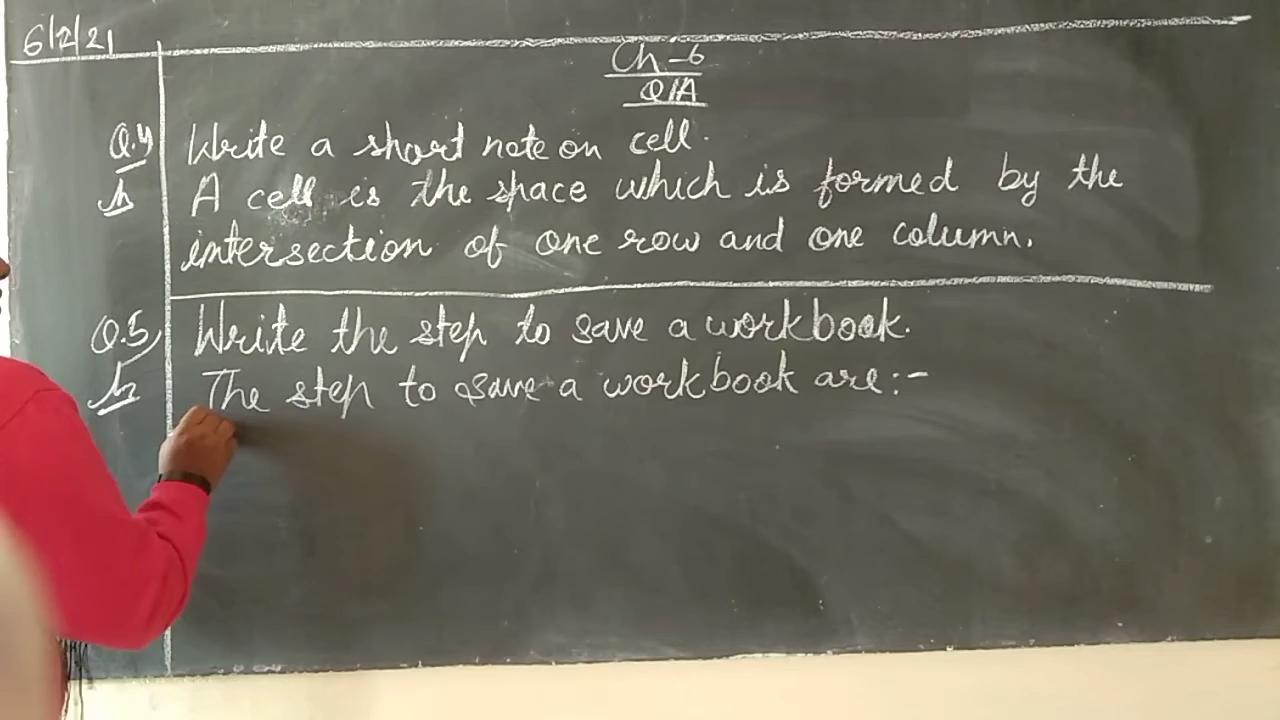 6/2/21
Ch-6
Q/A
Q.4 Write a short note on cell.
A cell is the space which is formed by the
intersection of one row and one column.
Q.5 Write the step to save a workbook.
The step to save a workbook are:-